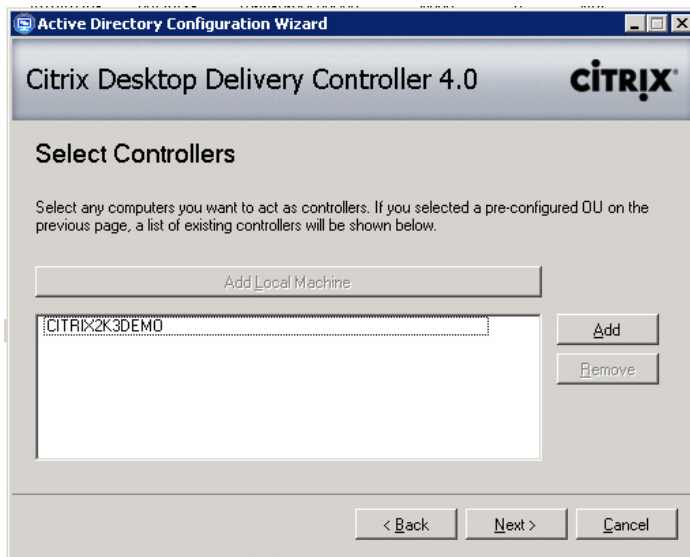 Active Directory Configuration Wizard
Citrix Desktop Delivery Controller 4.0
CITRIX
Select Controllers
Select any computers you want to act as controllers. If you selected a pre-configured OU on the
previous page, a list of existing controllers will be shown below.
Add Local Machine
CITRIX2K3DEMO
Add
Remove
< Back
Next >
Cancel